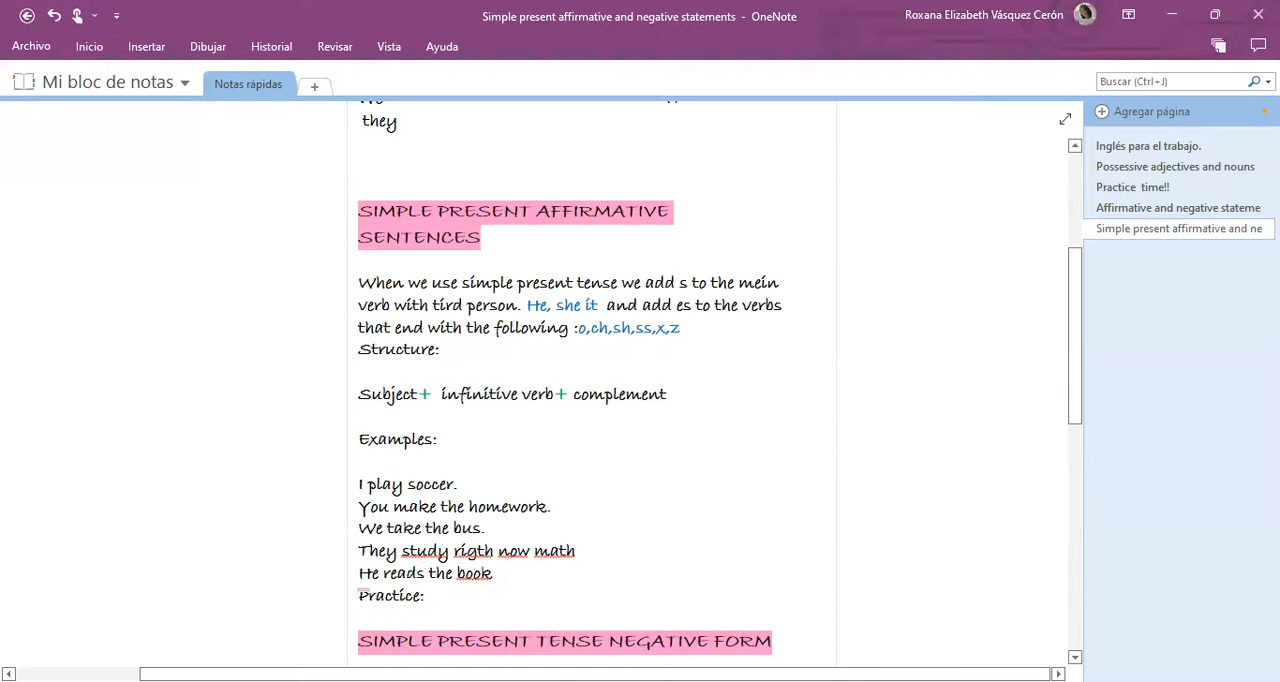 Simple present affirmative and negative statements - OneNote
Roxana Elizabeth Vásquez Cerón
Archivo Inicio Insertar Dibujar Historial Revisar Vista Ayuda
Mi bloc de notas Notas rápidas +
Buscar (Ctrl+J)
they
Agregar página
Inglés para el trabajo.
Possessive adjectives and nouns
Practice time!!
Affirmative and negative stateme
Simple present affirmative and ne
SIMPLE PRESENT AFFIRMATIVE
SENTENCES
When we use simple present tense we add s to the mein
verb with tird person. He, she it and add es to the verbs
that end with the following :o,ch,sh,ss,x,z
Structure:
Subject+ infinitive verb+ complement
Examples:
I play soccer.
You make the homework.
We take the bus.
They study rigth now math
He reads the book
Practice:
SIMPLE PRESENT TENSE NEGATIVE FORM